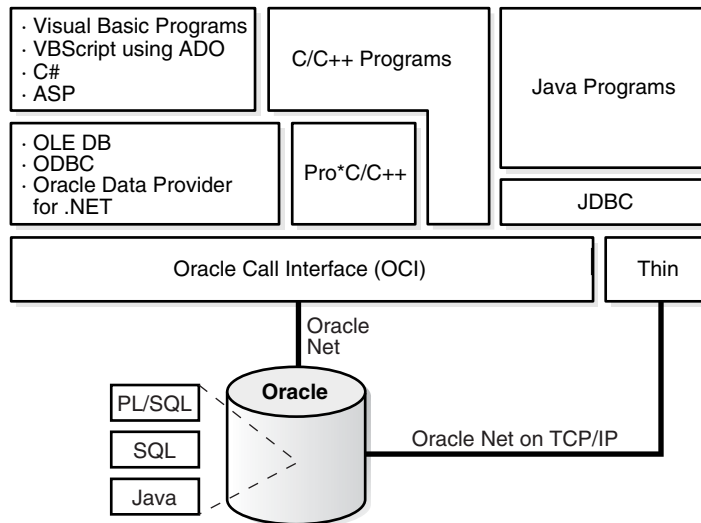 · Visual Basic Programs
· VBScript using ADO
· C#
· ASP
C/C++ Programs
Java Programs
· OLE DB
· ODBC
· Oracle Data Provider
for .NET
Pro*C/C++
JDBC
Oracle Call Interface (OCI)
Thin
Oracle
Net
Oracle
PL/SQL
SQL
Java
Oracle Net on TCP/IP